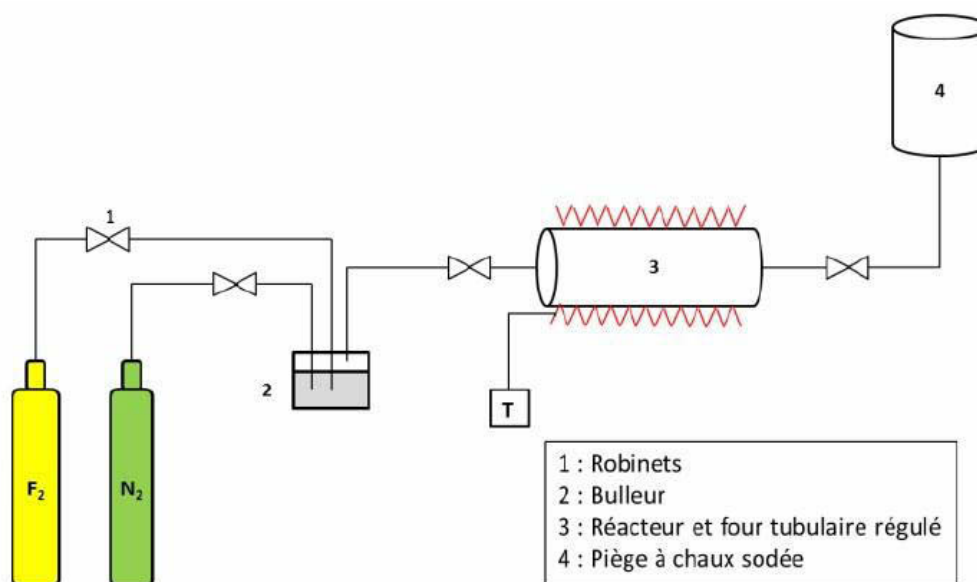 4
1
3
2
T
F₂
N₂
1 : Robinets
2 : Bulleur
3 : Réacteur et four tubulaire régulé
4 : Piège à chaux sodée